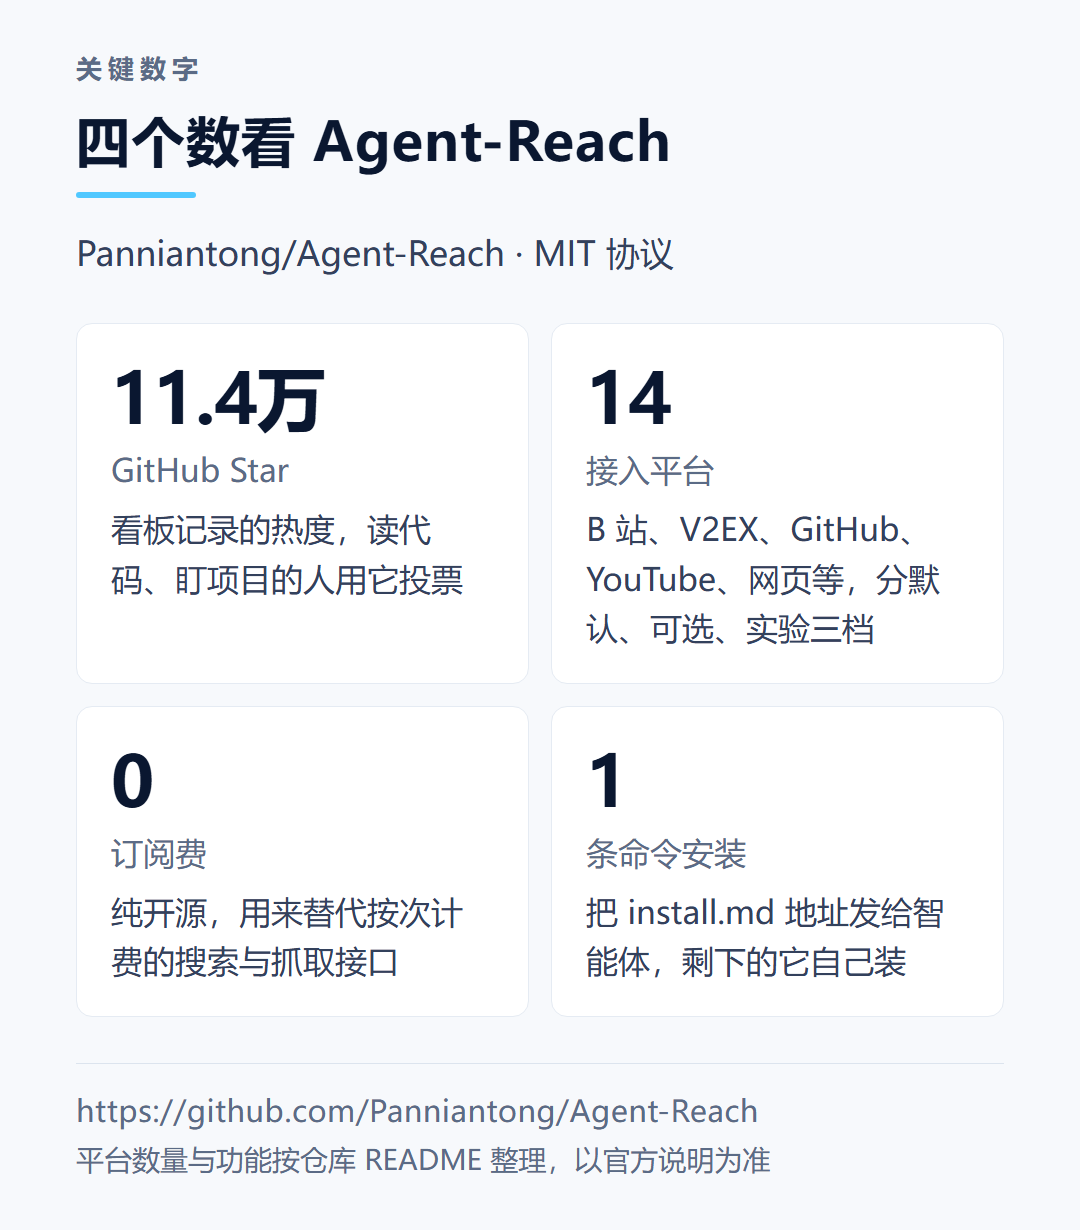 关键数字
四个数看 Agent-Reach
Panniantong/Agent-Reach · MIT 协议
11.4万
GitHub Star
看板记录的热度，读代
码、盯项目的人用它投票
14
接入平台
B 站、V2EX、GitHub、
YouTube、网页等，分默
认、可选、实验三档
0
订阅费
纯开源，用来替代按次计
费的搜索与抓取接口
1
条命令安装
把 install.md 地址发给智
能体，剩下的它自己装
https://github.com/Panniantong/Agent-Reach
平台数量与功能按仓库 README 整理，以官方说明为准